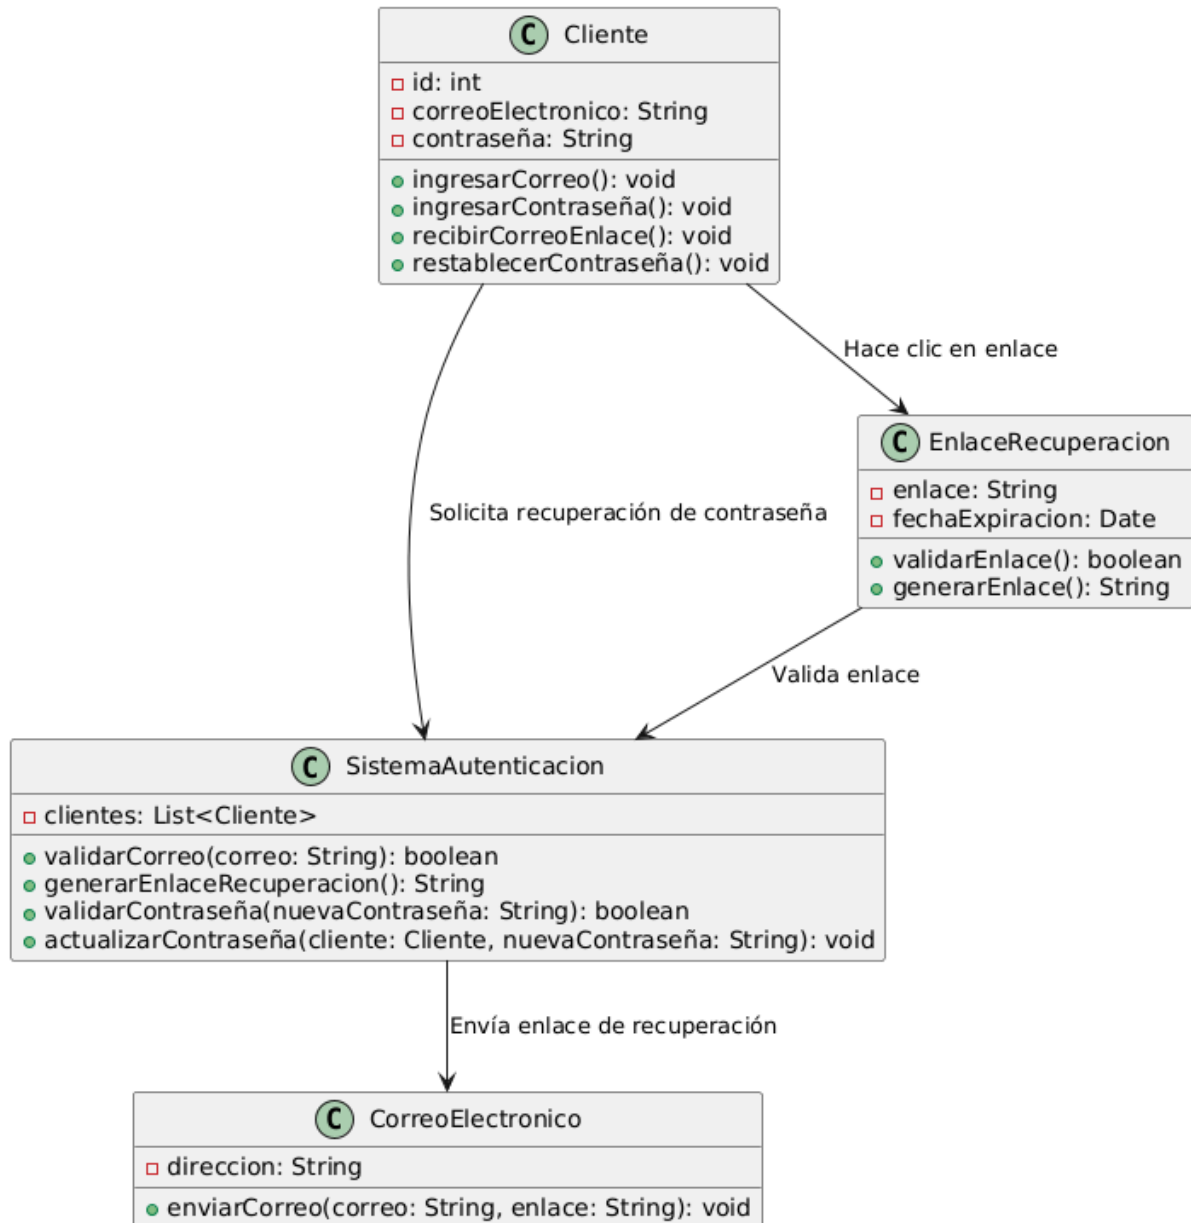 C Cliente
id: int
correoElectronico: String
contraseña: String
ingresarCorreo(): void
ingresarContraseña(): void
recibirCorreoEnlace(): void
restablecerContraseña(): void
Hace clic en enlace
C EnlaceRecuperacion
enlace: String
fechaExpiracion: Date
validarEnlace(): boolean
generarEnlace(): String
Solicita recuperación de contraseña
Valida enlace
C SistemaAutenticacion
clientes: List<Cliente>
validarCorreo(correo: String): boolean
generarEnlaceRecuperacion(): String
validarContraseña(nuevaContraseña: String): boolean
actualizarContraseña(cliente: Cliente, nuevaContraseña: String): void
Envía enlace de recuperación
C CorreoElectronico
direccion: String
enviarCorreo(correo: String, enlace: String): void